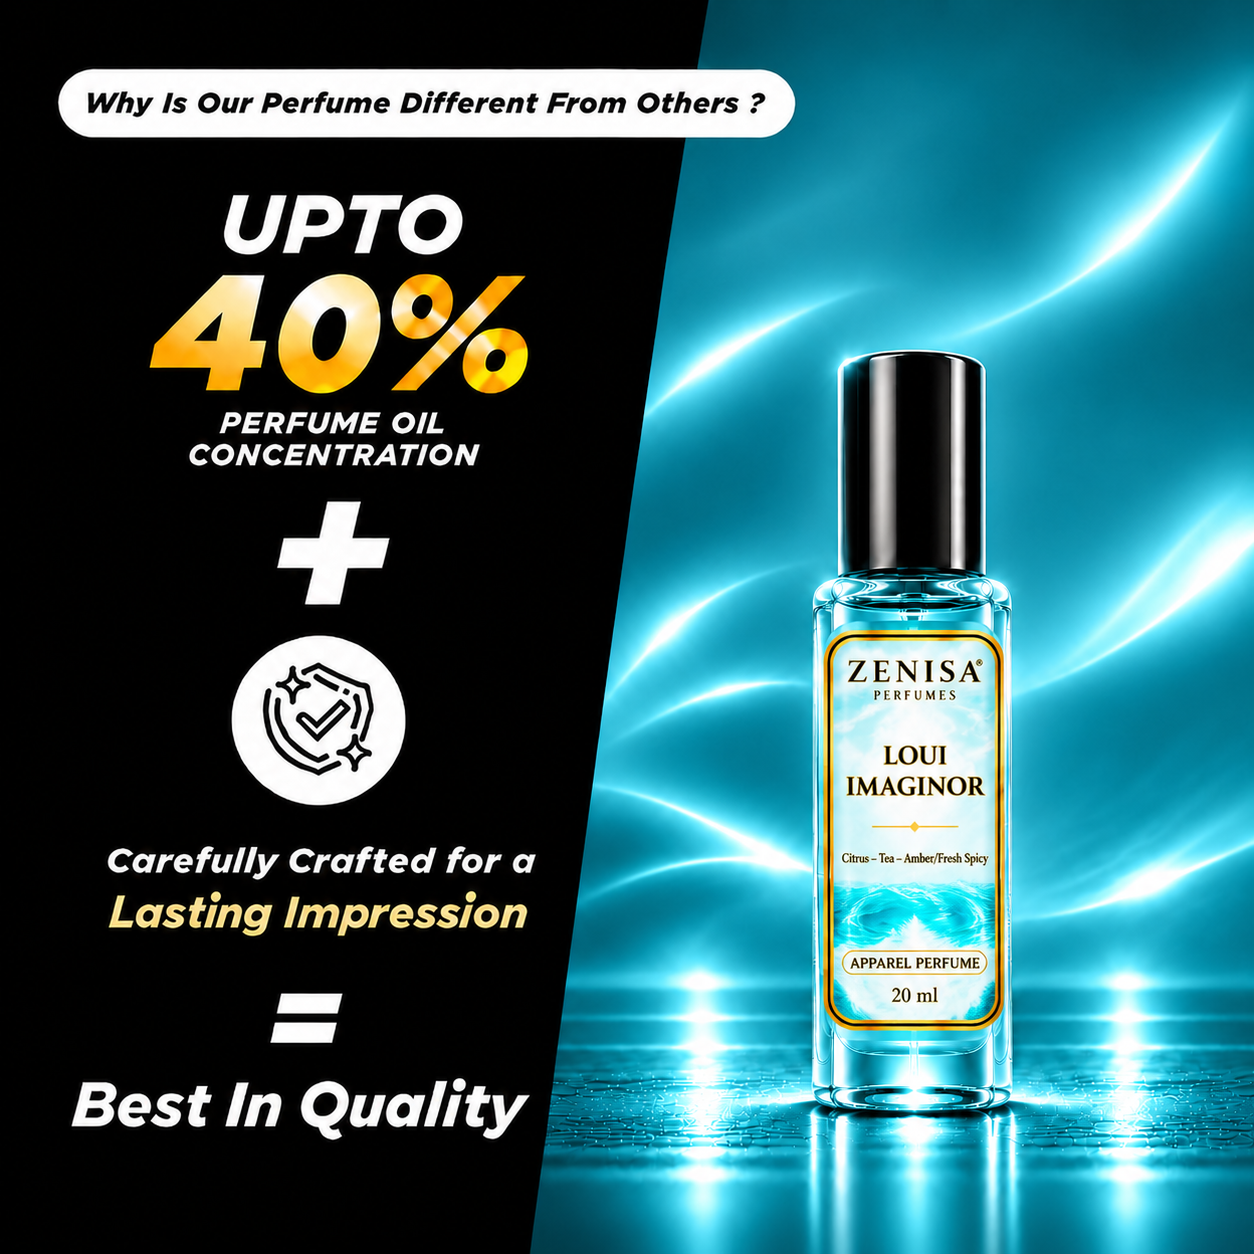 Why Is Our Perfume Different From Others ?
UPTO
40%
PERFUME OIL
CONCENTRATION
+
Carefully Crafted for a
Lasting Impression
=
Best In Quality
ZENISA®
PERFUMES
LOUI
IMAGINOR
Citrus – Tea – Amber/Fresh Spicy
APPAREL PERFUME
20 ml